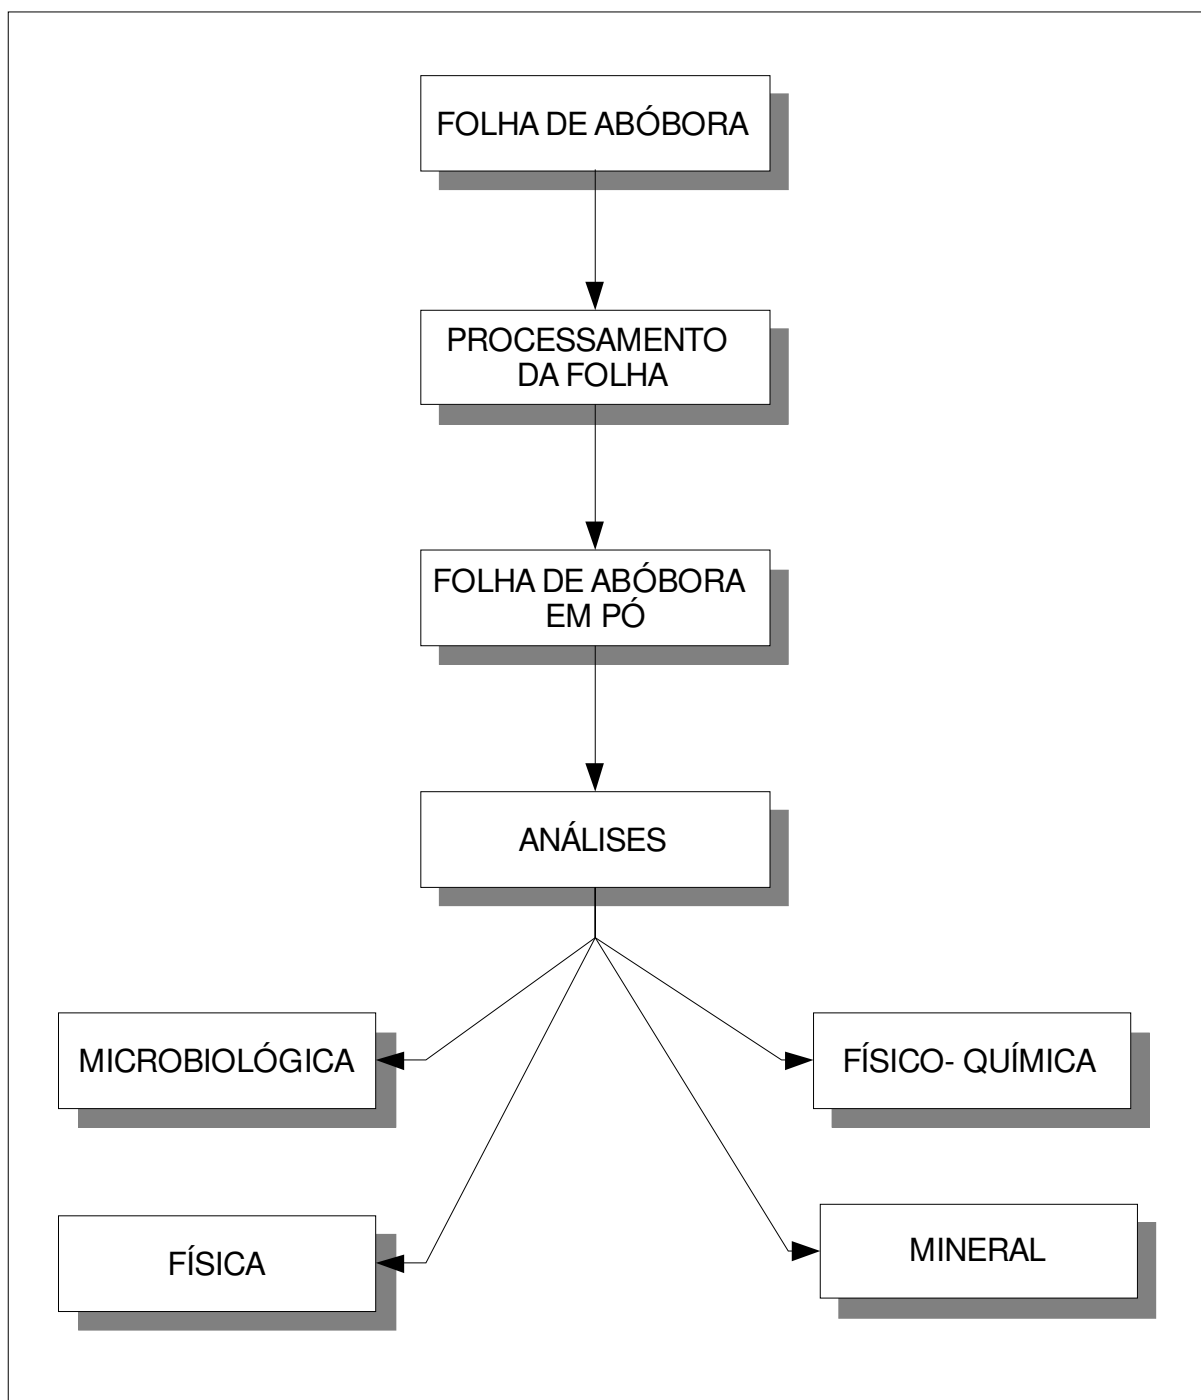 FOLHA DE ABÓBORA
PROCESSAMENTO
DA FOLHA
FOLHA DE ABÓBORA
EM PÓ
ANÁLISES
MICROBIOLÓGICA
FÍSICO- QUÍMICA
FÍSICA
MINERAL